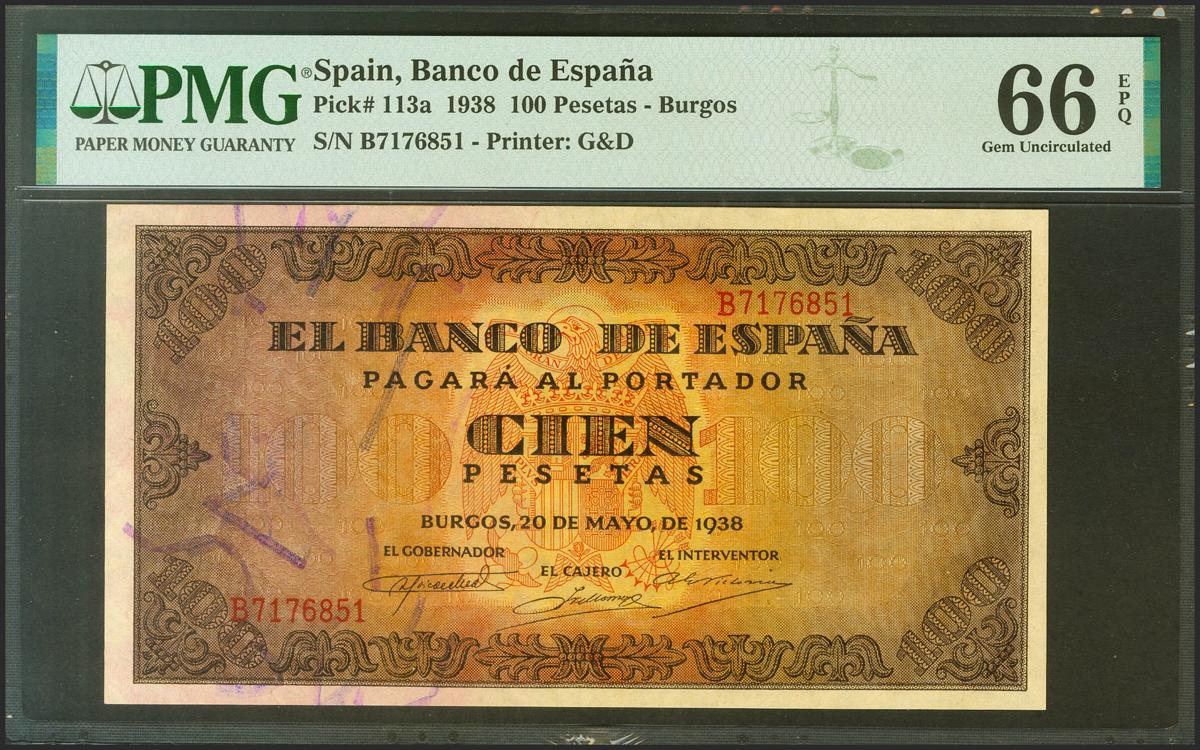 PMG®
PAPER MONEY GUARANTY
Spain, Banco de España
Pick# 113a 1938 100 Pesetas - Burgos
S/N B7176851 - Printer: G&D
66 EPQ
Gem Uncirculated
B7176851
EL BANCO DE ESPAÑA
PAGARÁ AL PORTADOR
100 CIEN 100
PESETAS
BURGOS, 20 DE MAYO, DE 1938
EL GOBERNADOR
EL CAJERO
EL INTERVENTOR
B7176851